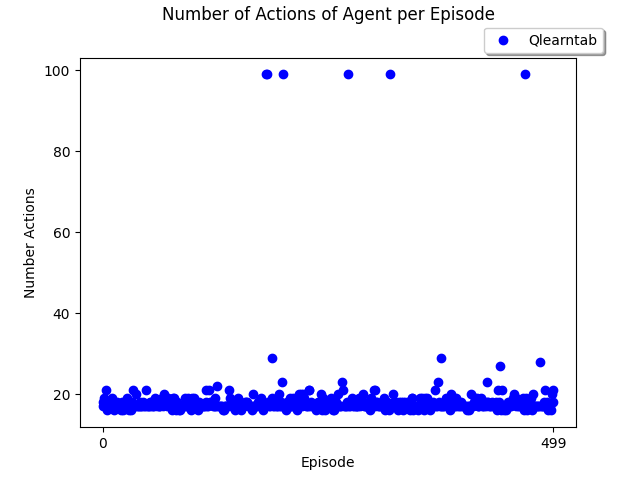 Number of Actions of Agent per Episode
Qlearntab
100
80
60
40
20
Number Actions
0
499
Episode